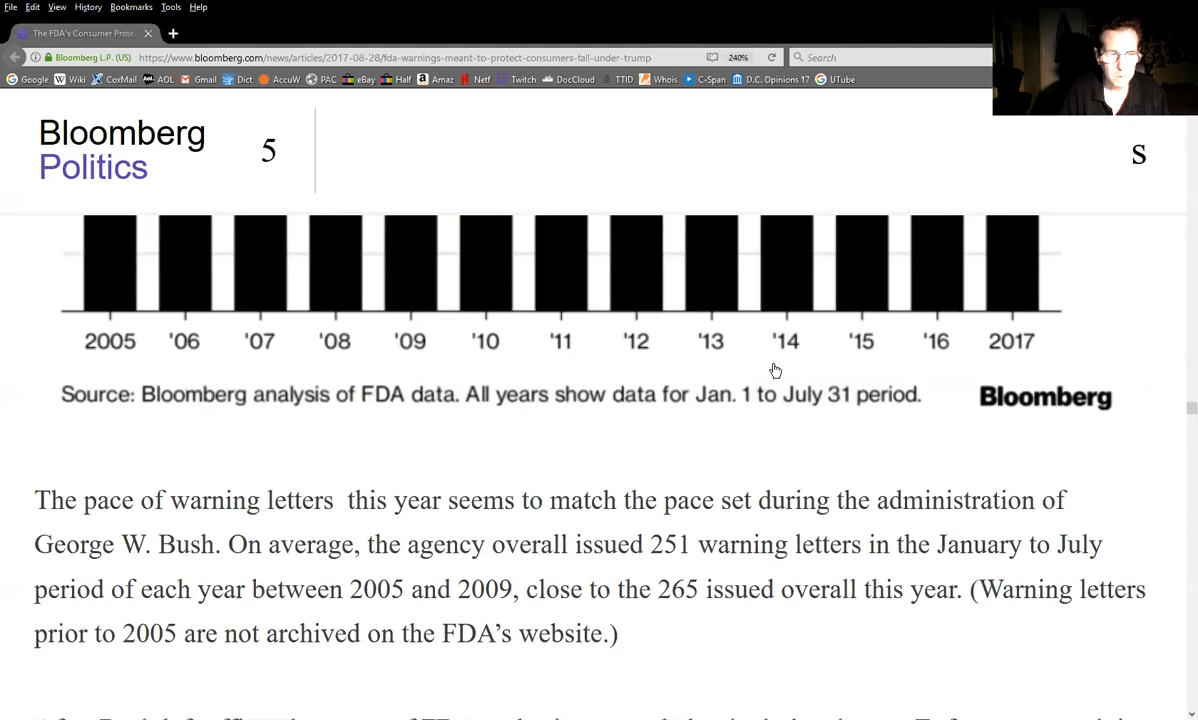 File Edit View History Bookmarks Tools Help
The FDA's Consumer Prote
Bloomberg L.P. (US) https://www.bloomberg.com/news/articles/2017-08-28/fda-warnings-meant-to-protect-consumers-fall-under-trump 240% Search
Google Wiki CoxMail AOL Gmail Dict AccuW PAC eBay Half Amaz Netf Twitch DocCloud TTID Whois C-Span D.C. Opinions 17 UTube
Bloomberg
Politics
5
s
2005 '06 '07 '08 '09 '10 '11 '12 '13 '14 '15 '16 2017
Source: Bloomberg analysis of FDA data. All years show data for Jan. 1 to July 31 period. Bloomberg
The pace of warning letters this year seems to match the pace set during the administration of
George W. Bush. On average, the agency overall issued 251 warning letters in the January to July
period of each year between 2005 and 2009, close to the 265 issued overall this year. (Warning letters
prior to 2005 are not archived on the FDA's website.)